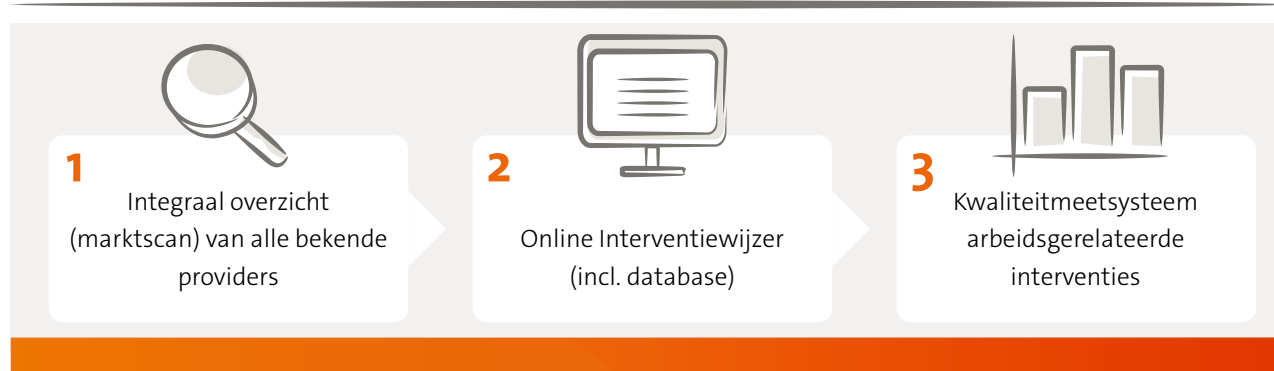 1
Integraal overzicht
(marktscan) van alle bekende
providers
2
Online Interventiewijzer
(incl. database)
3
Kwaliteitmeetsysteem
arbeidsgerelateerde
interventies